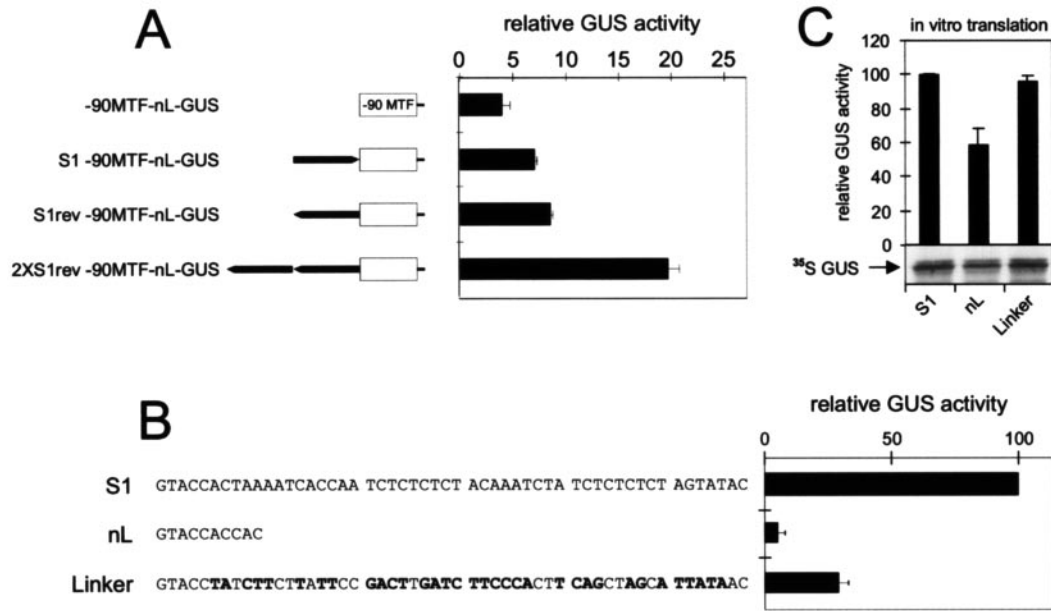 A
relative GUS activity
0 5 10 15 20 25
-90MTF-nL-GUS
-90 MTF
S1 -90MTF-nL-GUS
S1rev -90MTF-nL-GUS
2XS1rev -90MTF-nL-GUS
C
in vitro translation
relative GUS activity
120
100
80
60
40
20
0
³⁵S GUS
S1 nL Linker
B
relative GUS activity
0 50 100
S1 GTACCACTAAAATCACCAA TCTCTCTCT ACAAATCTA TCTCTCTCT AGTATAC
nL GTACCACCAC
Linker GTACCTATCTTCTTATTCC GACTTGATC TTCCCACTT CAGCTAGCA TTATAAC